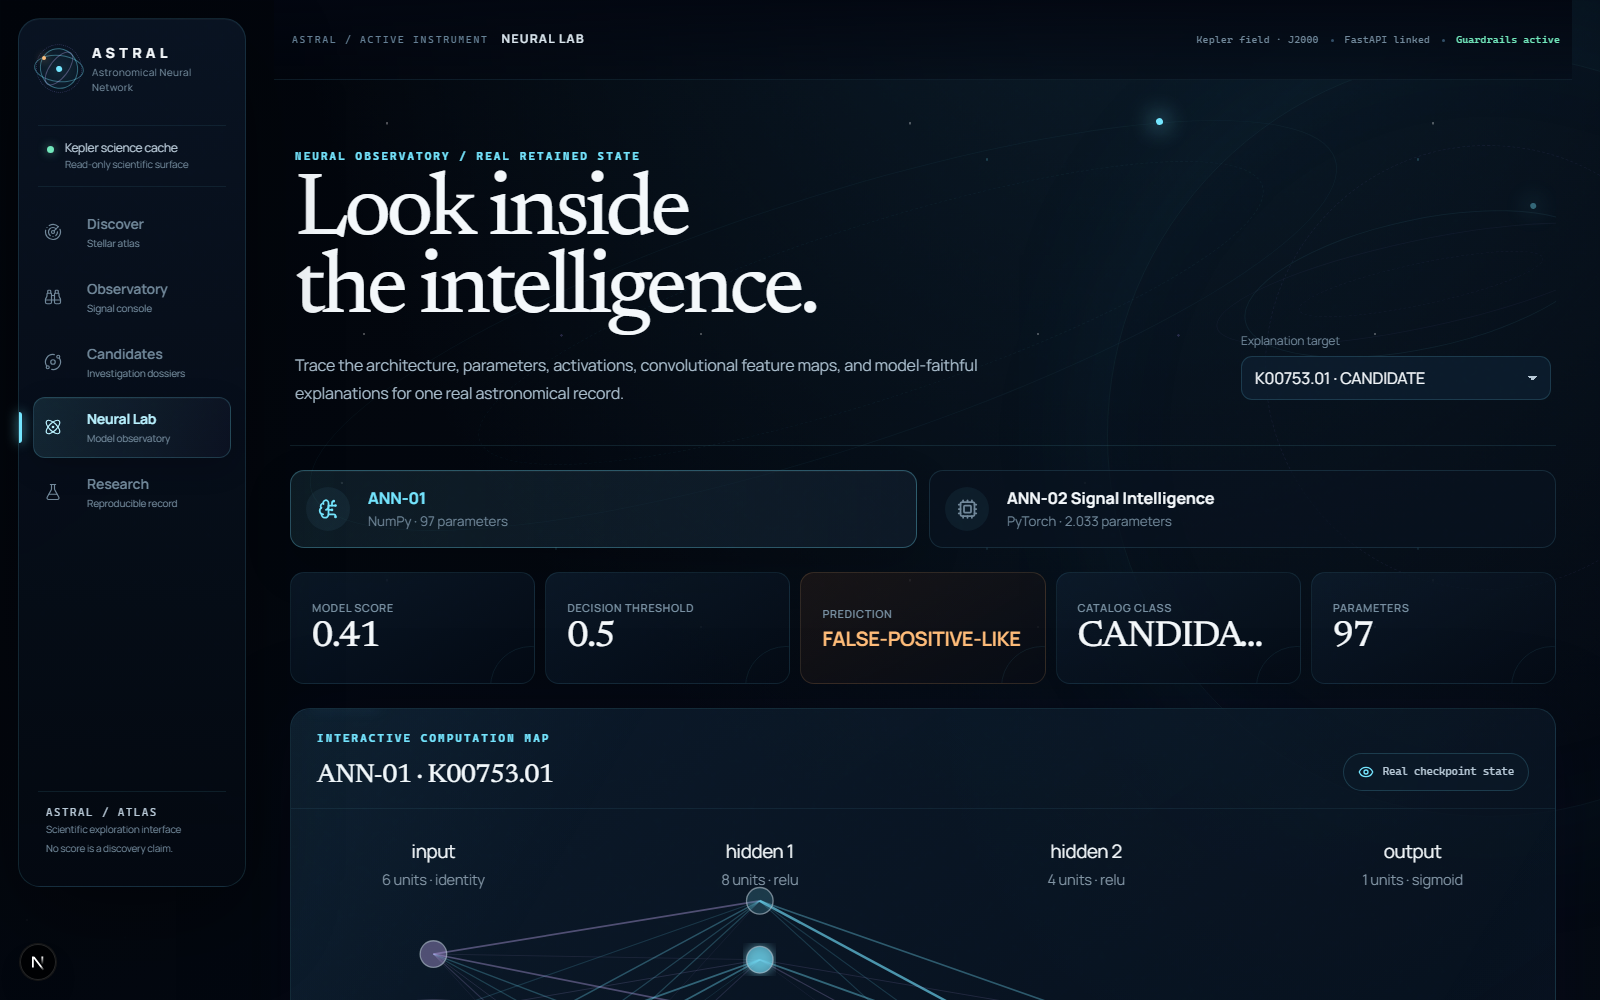 ASTRAL
Astronomical Neural
Network
Kepler science cache
Read-only scientific surface
Discover
Stellar atlas
Observatory
Signal console
Candidates
Investigation dossiers
Neural Lab
Model observatory
Research
Reproducible record
ASTRAL / ATLAS
Scientific exploration interface
No score is a discovery claim.
N
ASTRAL / ACTIVE INSTRUMENT NEURAL LAB
Kepler field · J2000 • FastAPI linked • Guardrails active
NEURAL OBSERVATORY / REAL RETAINED STATE
Look inside
the intelligence.
Trace the architecture, parameters, activations, convolutional feature maps, and model-faithful
explanations for one real astronomical record.
Explanation target
K00753.01 · CANDIDATE
ANN-01
NumPy · 97 parameters
ANN-02 Signal Intelligence
PyTorch · 2.033 parameters
MODEL SCORE
0.41
DECISION THRESHOLD
0.5
PREDICTION
FALSE-POSITIVE-LIKE
CATALOG CLASS
CANDIDA...
PARAMETERS
97
INTERACTIVE COMPUTATION MAP
ANN-01 · K00753.01
Real checkpoint state
input
6 units · identity
hidden 1
8 units · relu
hidden 2
4 units · relu
output
1 units · sigmoid